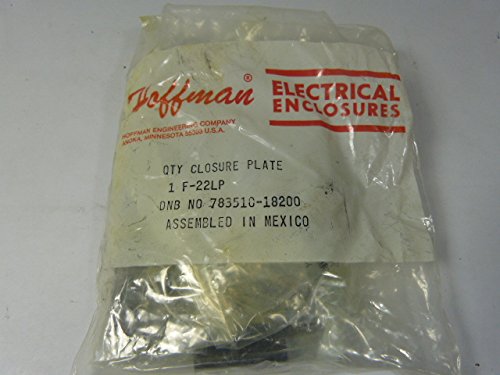 Hoffman ®
ELECTRICAL
ENCLOSURES
HOFFMAN ENGINEERING COMPANY
ANOKA, MINNESOTA 55303 U.S.A.
QTY CLOSURE PLATE
1 F-22LP
DNB NO 783510-18200
ASSEMBLED IN MEXICO